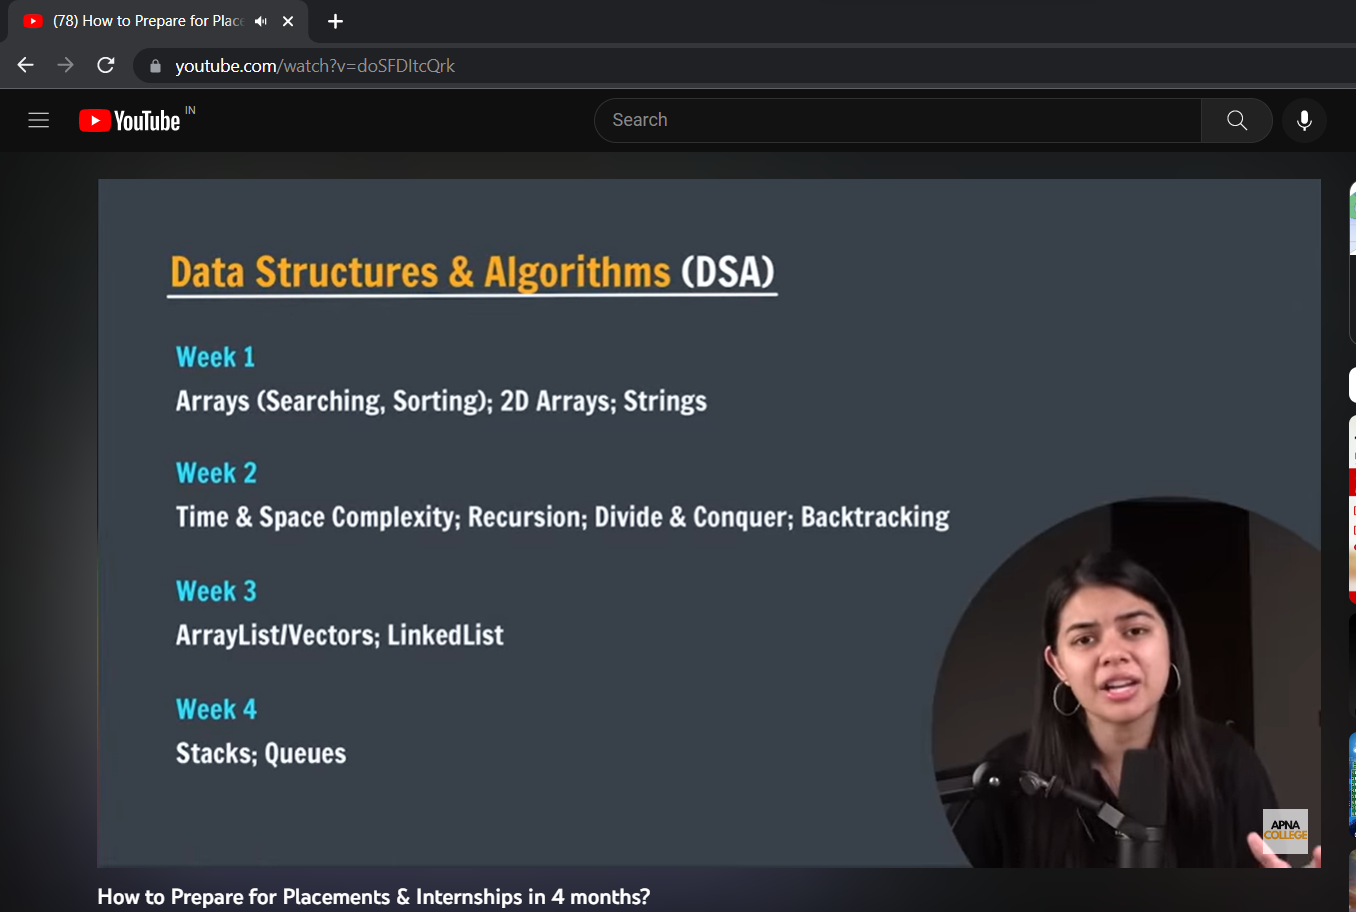 (78) How to Prepare for Plac
youtube.com/watch?v=doSFDItcQrk
YouTube IN
Search
Data Structures & Algorithms (DSA)
Week 1
Arrays (Searching, Sorting); 2D Arrays; Strings
Week 2
Time & Space Complexity; Recursion; Divide & Conquer; Backtracking
Week 3
ArrayList/Vectors; LinkedList
Week 4
Stacks; Queues
APNA
COLLEGE
How to Prepare for Placements & Internships in 4 months?